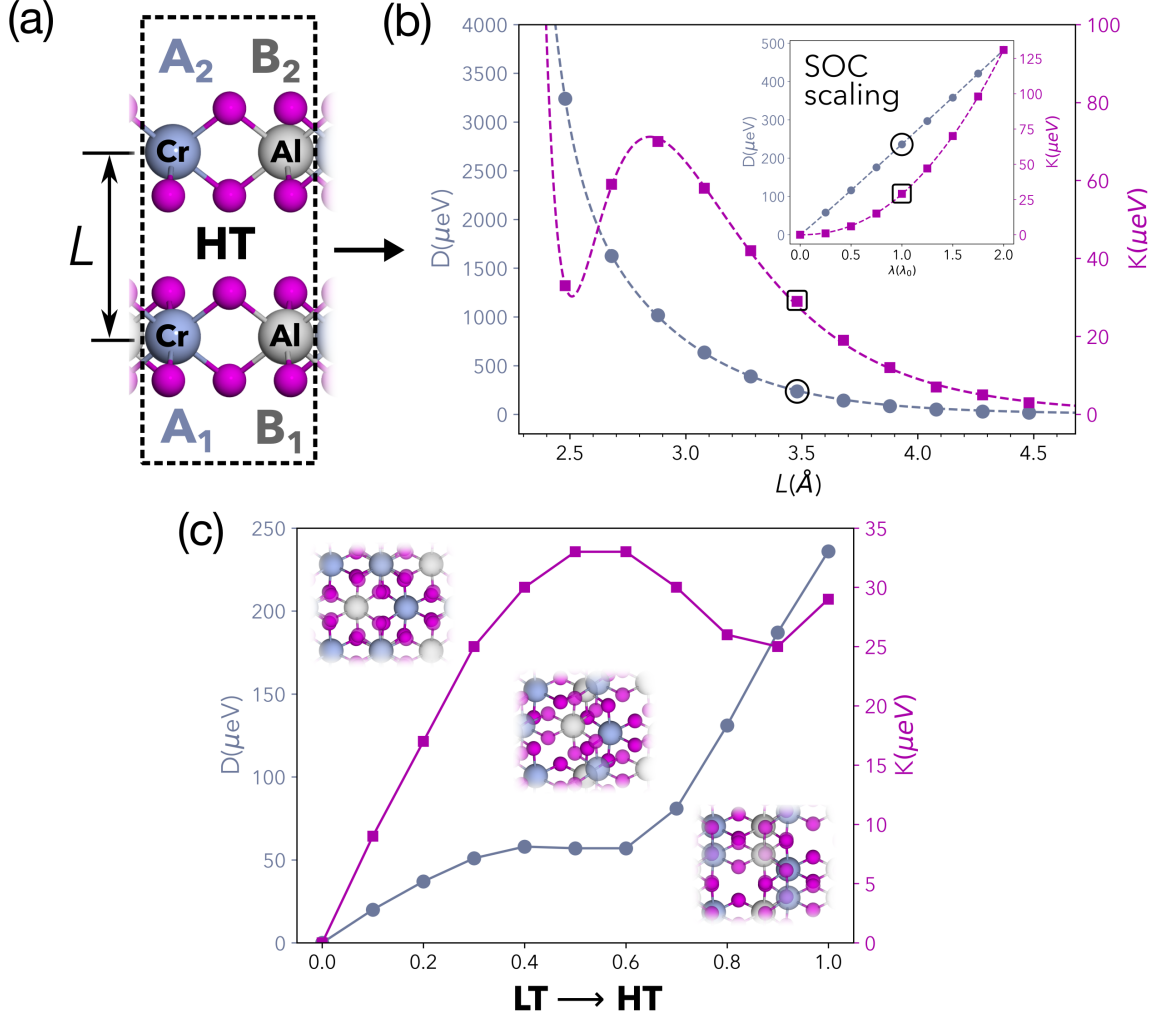 (a)
A₂ B₂
Cr Al
L
HT
Cr Al
A₁ B₁
(b)
4000
3500
3000
2500
2000
1500
1000
500
0
D(μeV)
100
80
60
40
20
0
K(μeV)
2.5 3.0 3.5 4.0 4.5
L(Å)
SOC
scaling
500
400
300
200
100
0
D(μeV)
125
100
75
50
25
0
K(μeV)
0.0 0.5 1.0 1.5 2.0
λ(λ₀)
(c)
250
200
150
100
50
0
D(μeV)
35
30
25
20
15
10
5
0
K(μeV)
0.0 0.2 0.4 0.6 0.8 1.0
LT ⟶ HT